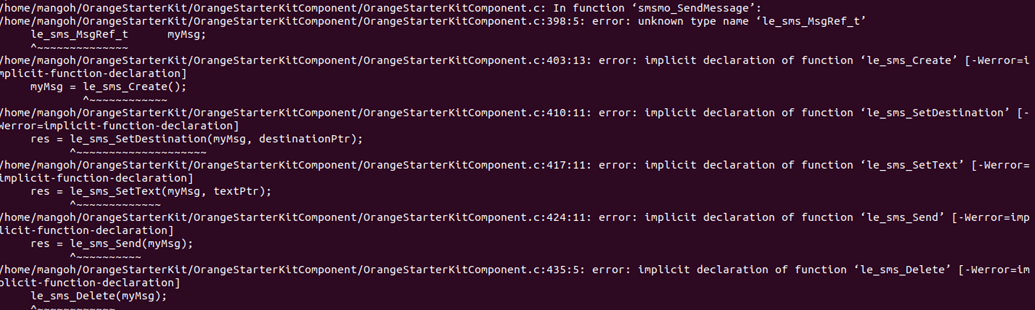 /home/mangoh/OrangeStarterKit/OrangeStarterKitComponent/OrangeStarterKitComponent.c: In function ‘smsmo_SendMessage’:
/home/mangoh/OrangeStarterKit/OrangeStarterKitComponent/OrangeStarterKitComponent.c:398:5: error: unknown type name ‘le_sms_MsgRef_t’
     le_sms_MsgRef_t      myMsg;
     ^~~~~~~~~~~~~~~
/home/mangoh/OrangeStarterKit/OrangeStarterKitComponent/OrangeStarterKitComponent.c:403:13: error: implicit declaration of function ‘le_sms_Create’ [-Werror=i
mplicit-function-declaration]
     myMsg = le_sms_Create();
             ^~~~~~~~~~~~~
/home/mangoh/OrangeStarterKit/OrangeStarterKitComponent/OrangeStarterKitComponent.c:410:11: error: implicit declaration of function ‘le_sms_SetDestination’ [-
Werror=implicit-function-declaration]
     res = le_sms_SetDestination(myMsg, destinationPtr);
           ^~~~~~~~~~~~~~~~~~~~~
/home/mangoh/OrangeStarterKit/OrangeStarterKitComponent/OrangeStarterKitComponent.c:417:11: error: implicit declaration of function ‘le_sms_SetText’ [-Werror=
implicit-function-declaration]
     res = le_sms_SetText(myMsg, textPtr);
           ^~~~~~~~~~~~~~
/home/mangoh/OrangeStarterKit/OrangeStarterKitComponent/OrangeStarterKitComponent.c:424:11: error: implicit declaration of function ‘le_sms_Send’ [-Werror=imp
licit-function-declaration]
     res = le_sms_Send(myMsg);
           ^~~~~~~~~~~
/home/mangoh/OrangeStarterKit/OrangeStarterKitComponent/OrangeStarterKitComponent.c:435:5: error: implicit declaration of function ‘le_sms_Delete’ [-Werror=im
plicit-function-declaration]
     le_sms_Delete(myMsg);
     ^~~~~~~~~~~~~